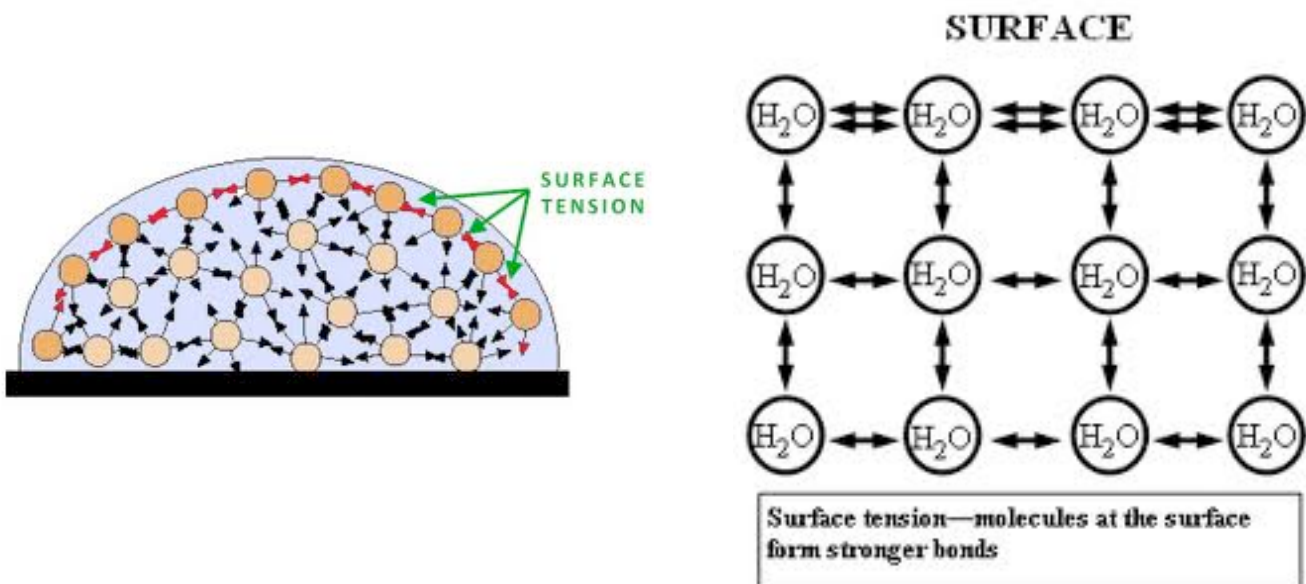 SURFACE
TENSION
SURFACE
H₂O H₂O H₂O H₂O
H₂O H₂O H₂O H₂O
H₂O H₂O H₂O H₂O
Surface tension—molecules at the surface
form stronger bonds